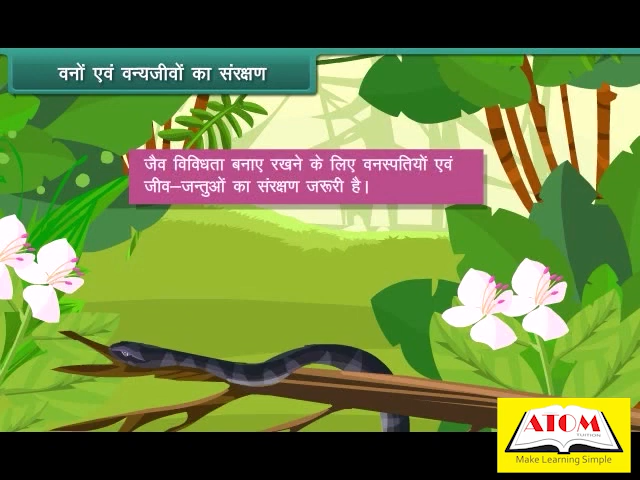 वनों एवं वन्यजीवों का संरक्षण
जैव विविधता बनाए रखने के लिए वनस्पतियों एवं
जीव–जन्तुओं का संरक्षण जरूरी है।
ATOM
TUITION
Make Learning Simple